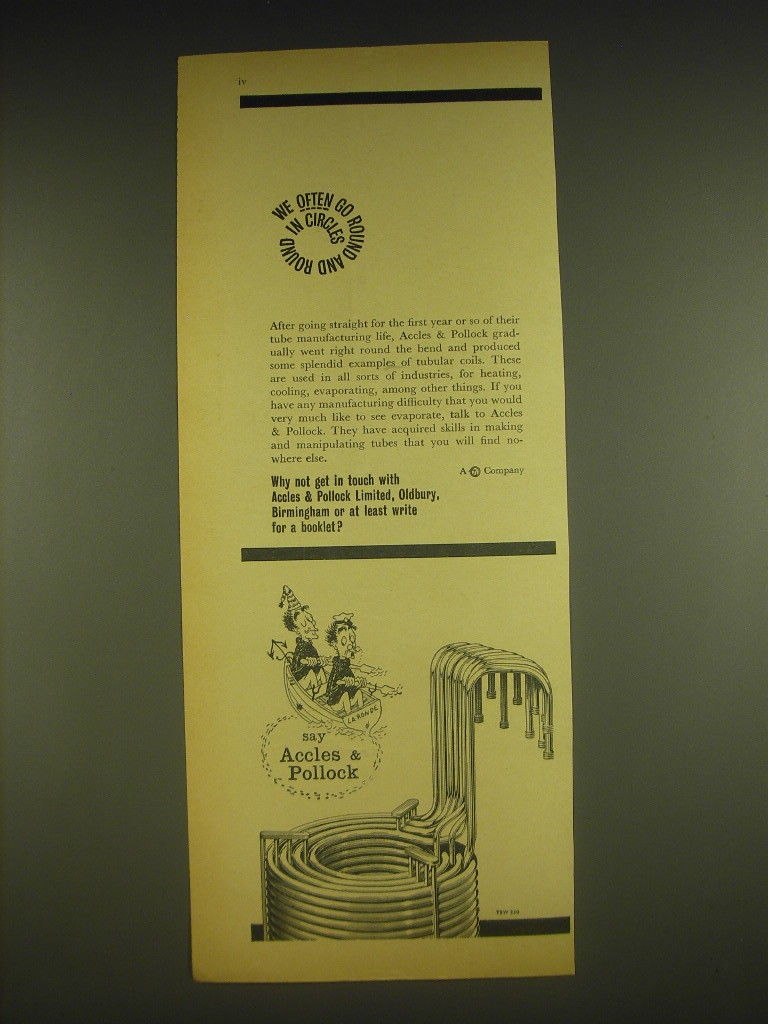 iv
WE OFTEN GO ROUND AND ROUND IN CIRCLES
After going straight for the first year or so of their
tube manufacturing life, Accles & Pollock grad-
ually went right round the bend and produced
some splendid examples of tubular coils. These
are used in all sorts of industries, for heating,
cooling, evaporating, among other things. If you
have any manufacturing difficulty that you would
very much like to see evaporate, talk to Accles
& Pollock. They have acquired skills in making
and manipulating tubes that you will find no-
where else.
A TI Company
Why not get in touch with
Accles & Pollock Limited, Oldbury,
Birmingham or at least write
for a booklet?
LA RONDE
say
Accles &
Pollock